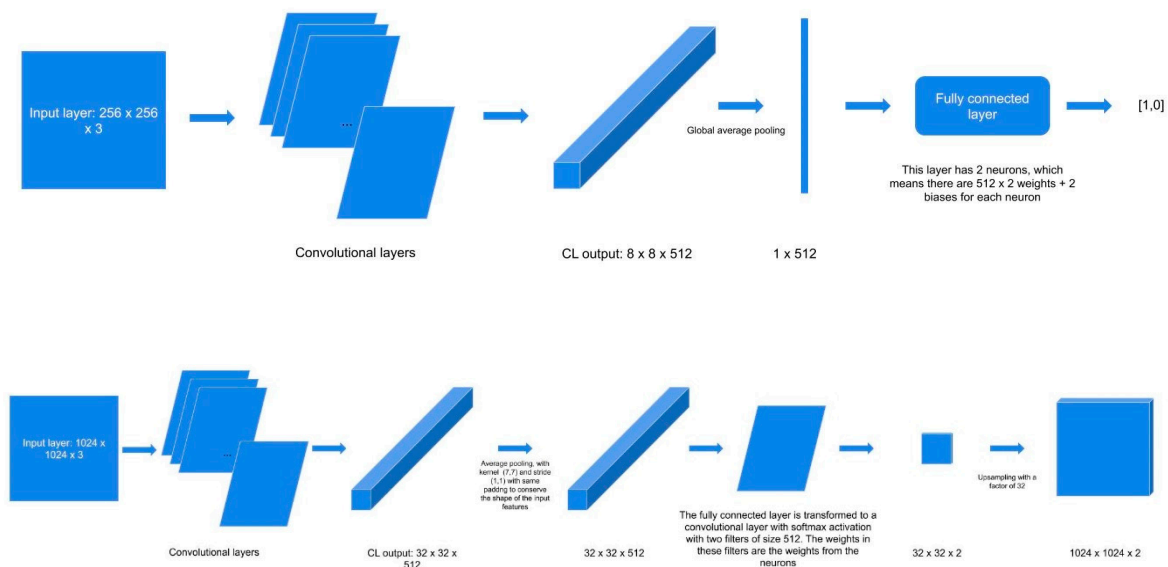 Input layer: 256 x 256
x 3
...
Global average pooling
Fully connected
layer
[1,0]
This layer has 2 neurons, which
means there are 512 x 2 weights + 2
biases for each neuron
Convolutional layers
CL output: 8 x 8 x 512
1 x 512
Input layer: 1024 x
1024 x 3
...
Average pooling, with
kernel (7,7) and stride
(1,1) with same
padding to conserve
the shape of the input
features
The fully connected layer is transformed to a
convolutional layer with softmax activation
with two filters of size 512. The weights in
these filters are the weights from the
neurons
Upsampling with a
factor of 32
Convolutional layers
CL output: 32 x 32 x
512
32 x 32 x 512
32 x 32 x 2
1024 x 1024 x 2